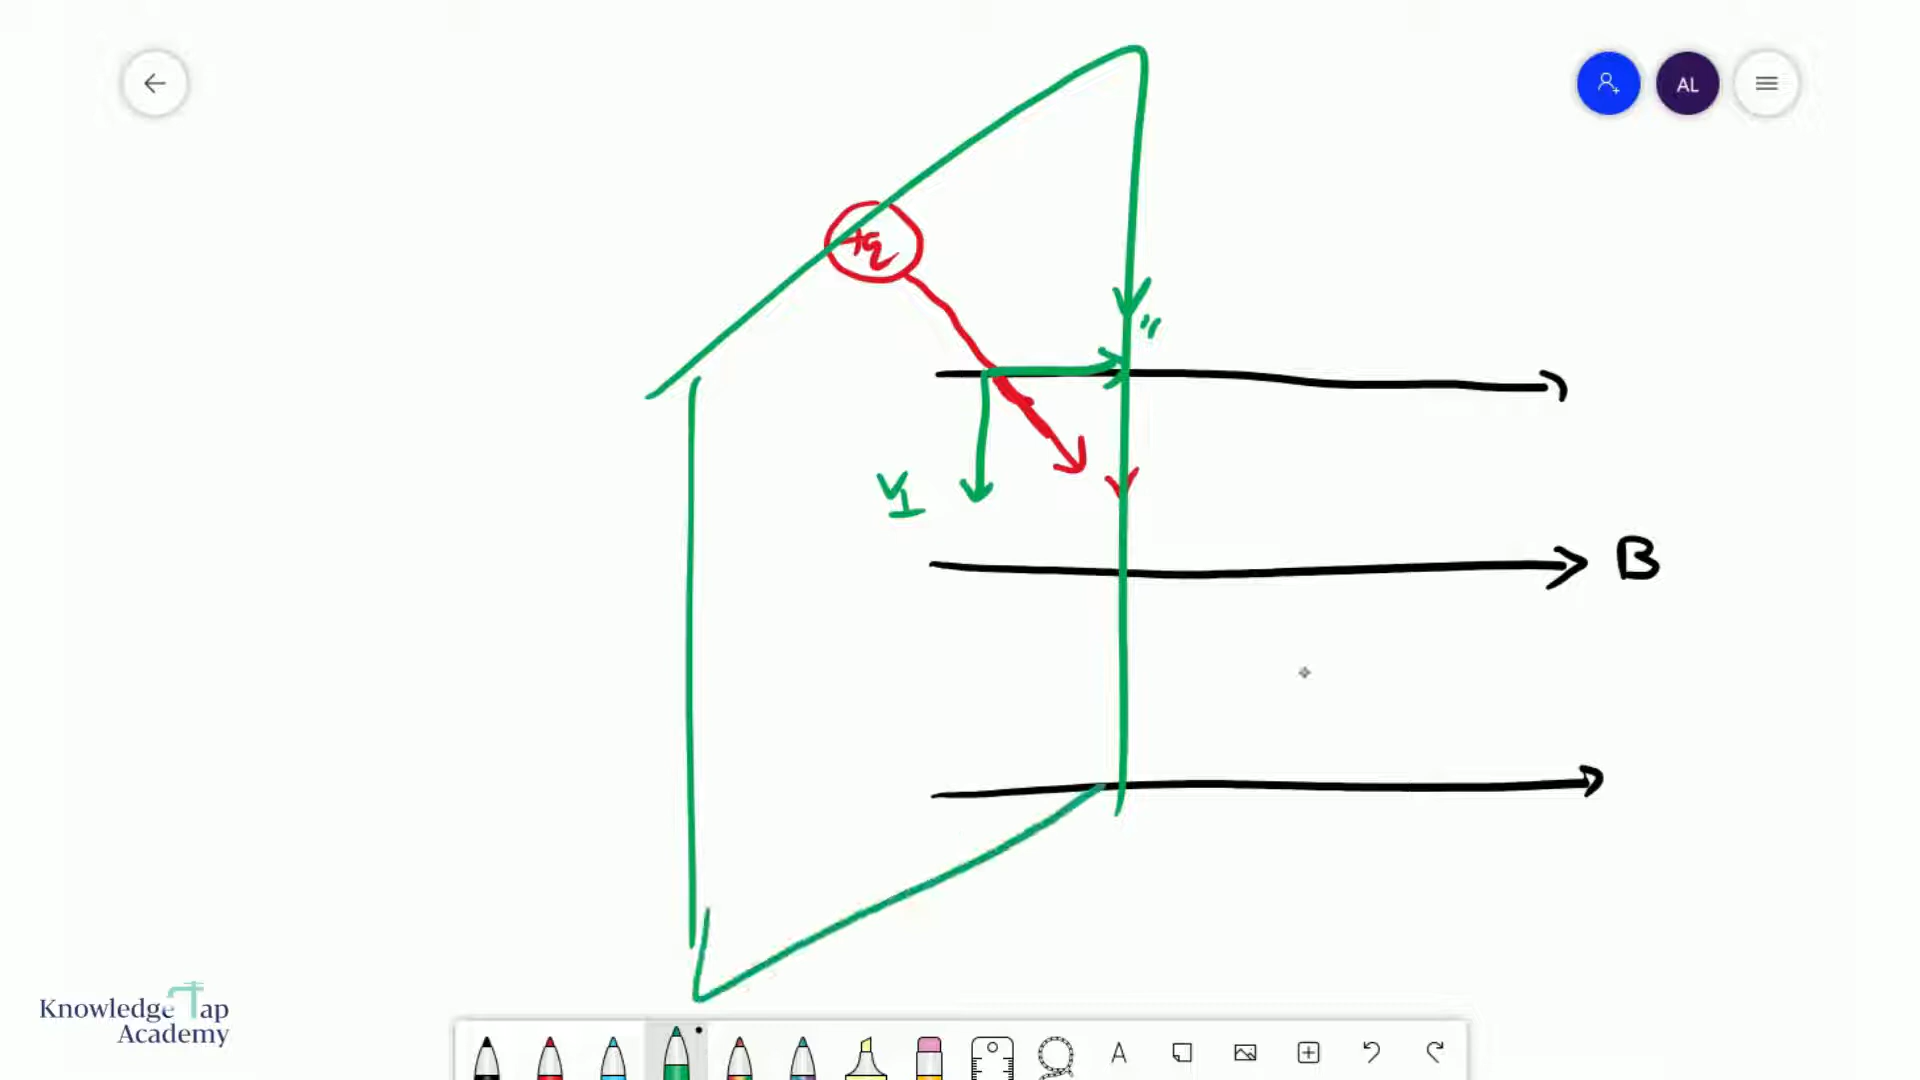 AL
+q
V"
V⊥
B
Knowledge Tap
Academy
A